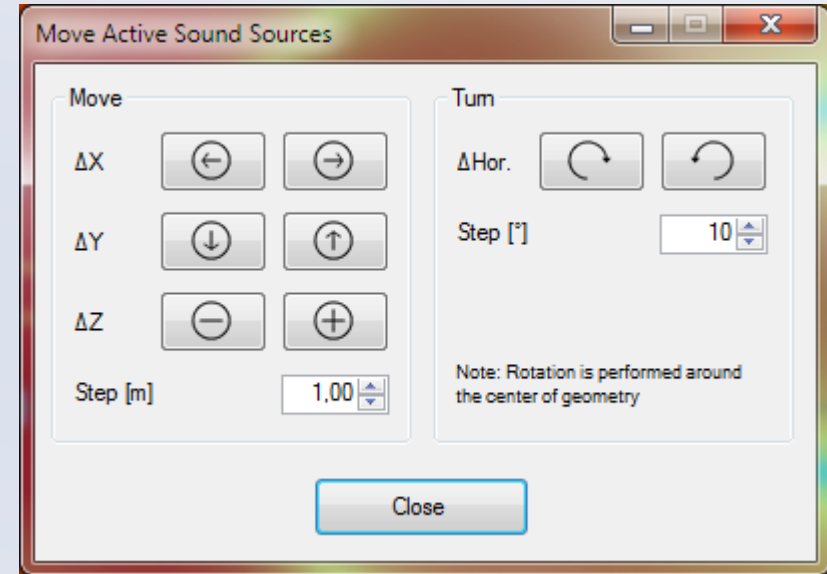 Move Active Sound Sources
Move
ΔX
ΔY
ΔZ
Step [m] 1,00
Turn
ΔHor.
Step [°] 10
Note: Rotation is performed around
the center of geometry
Close